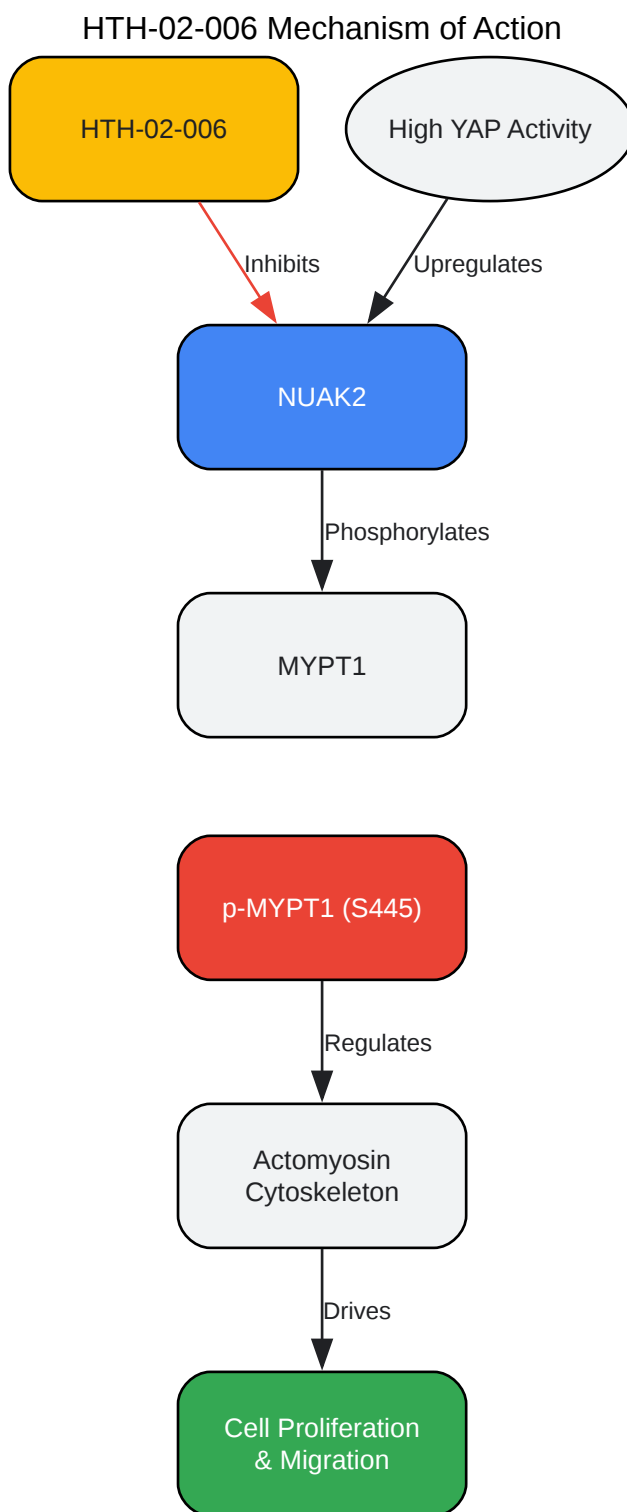 HTH-02-006 Mechanism of Action
HTH-02-006
High YAP Activity
Inhibits
Upregulates
NUAK2
Phosphorylates
MYPT1
p-MYPT1 (S445)
Regulates
Actomyosin
Cytoskeleton
Drives
Cell Proliferation
& Migration